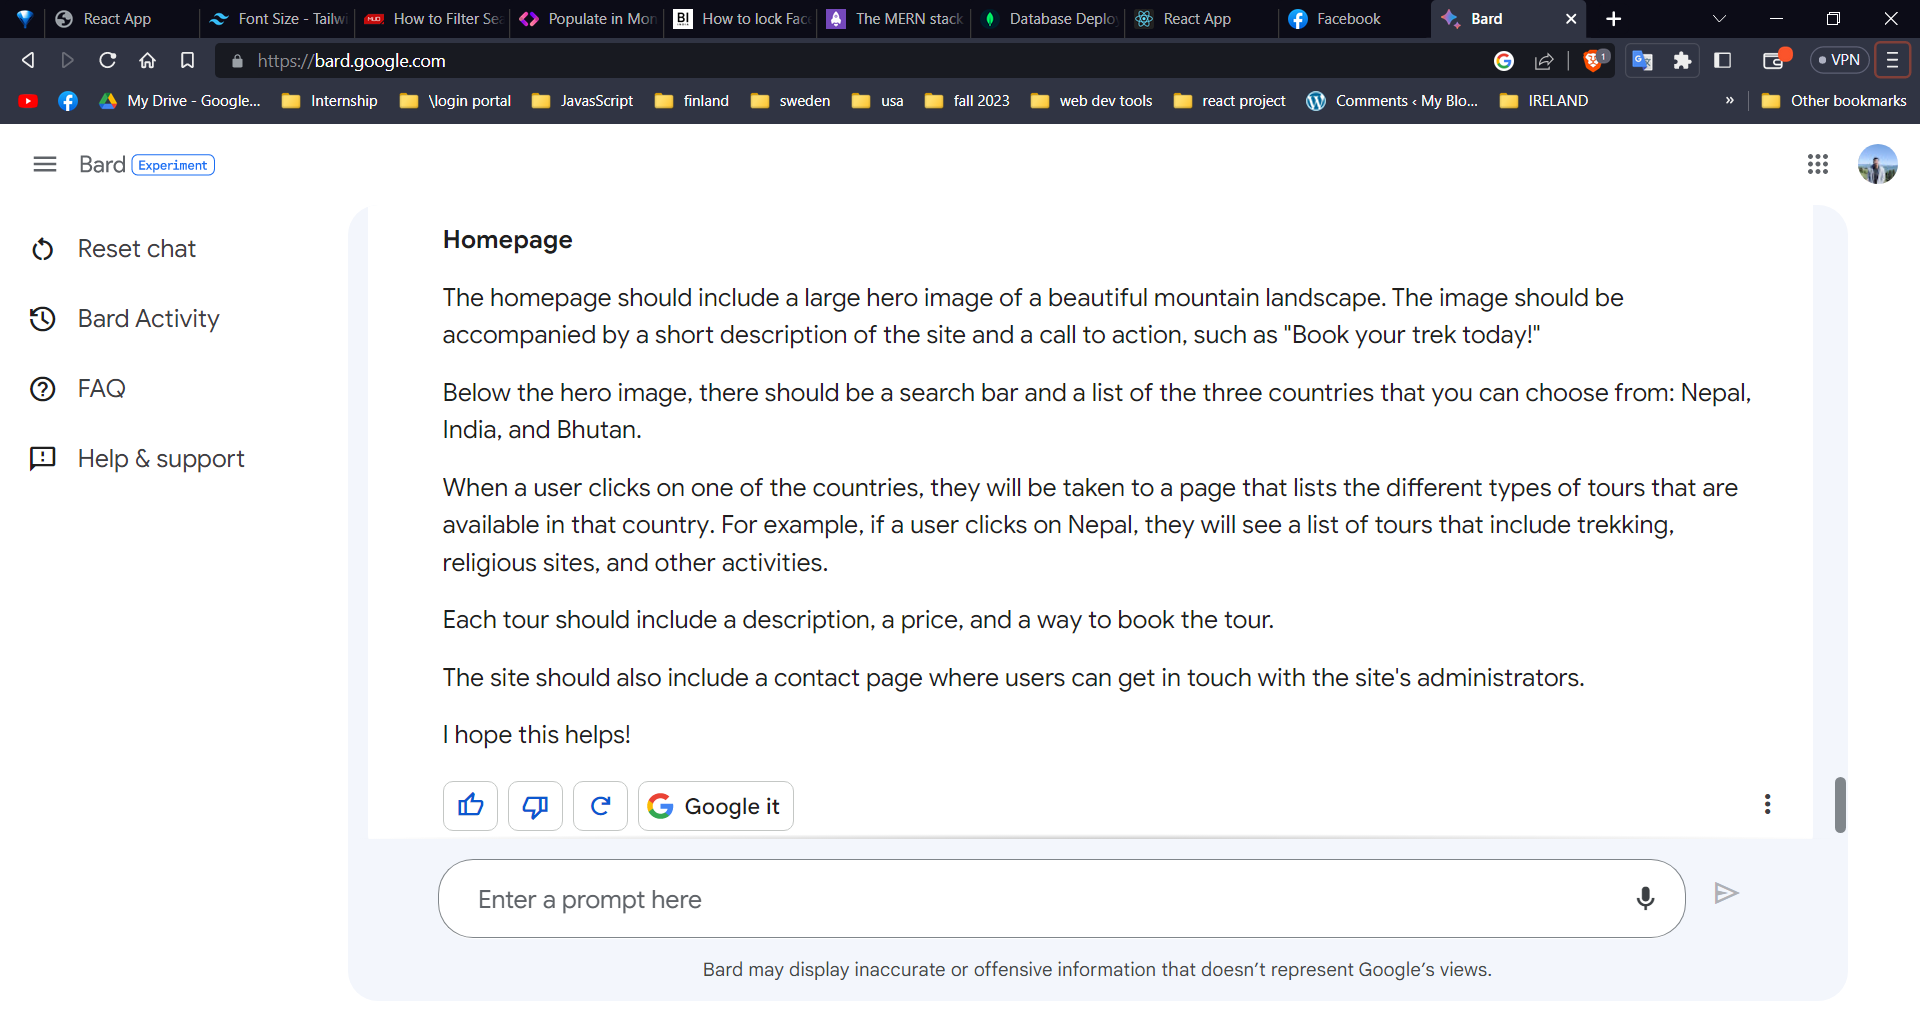 React App
Font Size - Tailwi
MUO
How to Filter Sea
Populate in Mon
BI
How to lock Fac
The MERN stack
Database Deploy
React App
Facebook
Bard
https://bard.google.com
1
VPN
My Drive - Google...
Internship
\login portal
JavasScript
finland
sweden
usa
fall 2023
web dev tools
react project
Comments ‹ My Blo...
IRELAND
»
Other bookmarks
Bard Experiment
Reset chat
Bard Activity
FAQ
Help & support
Homepage
The homepage should include a large hero image of a beautiful mountain landscape. The image should be
accompanied by a short description of the site and a call to action, such as "Book your trek today!"
Below the hero image, there should be a search bar and a list of the three countries that you can choose from: Nepal,
India, and Bhutan.
When a user clicks on one of the countries, they will be taken to a page that lists the different types of tours that are
available in that country. For example, if a user clicks on Nepal, they will see a list of tours that include trekking,
religious sites, and other activities.
Each tour should include a description, a price, and a way to book the tour.
The site should also include a contact page where users can get in touch with the site's administrators.
I hope this helps!
Google it
Enter a prompt here
Bard may display inaccurate or offensive information that doesn’t represent Google’s views.